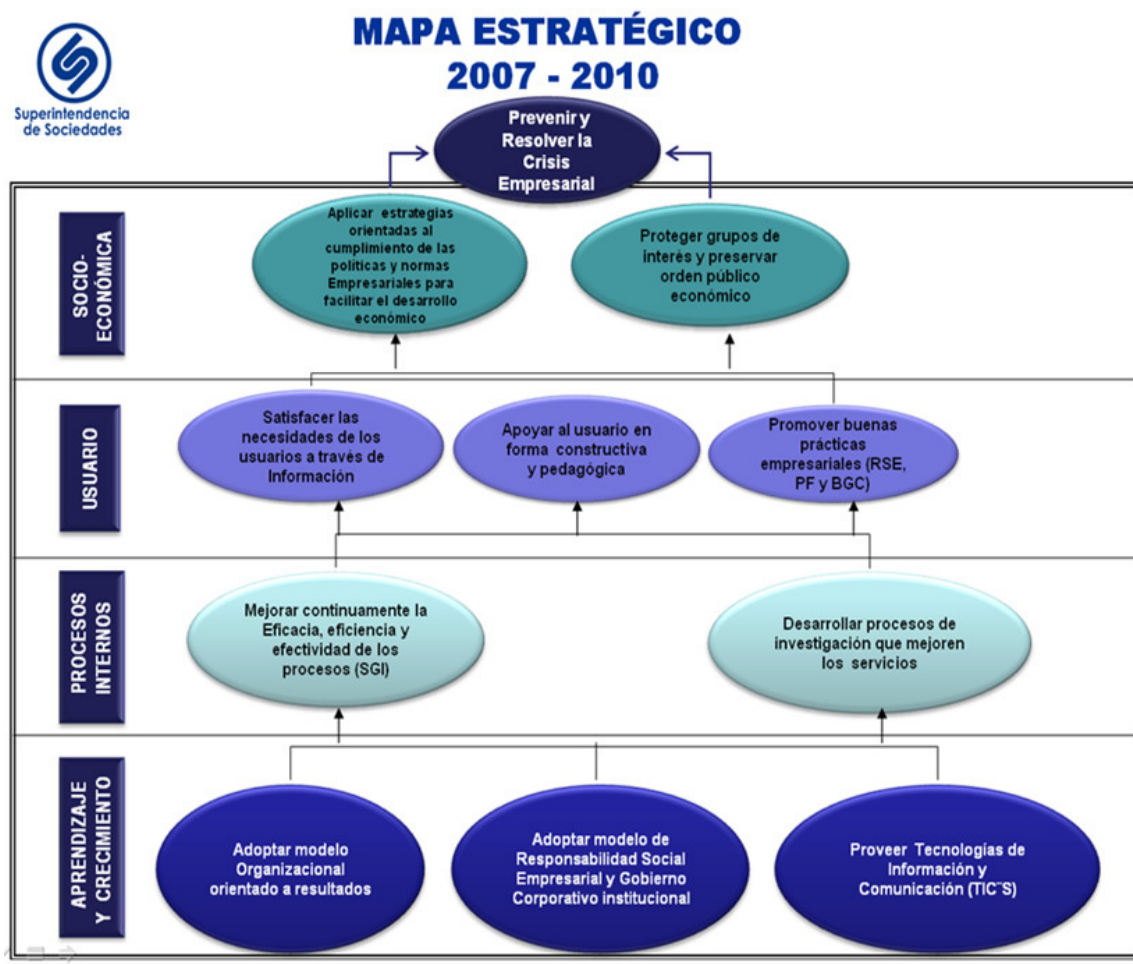 MAPA ESTRATÉGICO
2007 - 2010
Superintendencia
de Sociedades
Prevenir y
Resolver la
Crisis
Empresarial
SOCIO-
ECONÓMICA
Aplicar estrategias
orientadas al
cumplimiento de las
políticas y normas
Empresariales para
facilitar el desarrollo
económico
Proteger grupos de
interés y preservar
orden público
económico
USUARIO
Satisfacer las
necesidades de los
usuarios a través de
Información
Apoyar al usuario en
forma constructiva
y pedagógica
Promover buenas
prácticas
empresariales (RSE,
PF y BGC)
PROCESOS
INTERNOS
Mejorar continuamente la
Eficacia, eficiencia y
efectividad de los
procesos (SGI)
Desarrollar procesos de
investigación que mejoren
los servicios
APRENDIZAJE
Y CRECIMIENTO
Adoptar modelo
Organizacional
orientado a resultados
Adoptar modelo de
Responsabilidad Social
Empresarial y Gobierno
Corporativo institucional
Proveer Tecnologías de
Información y
Comunicación (TIC¨S)